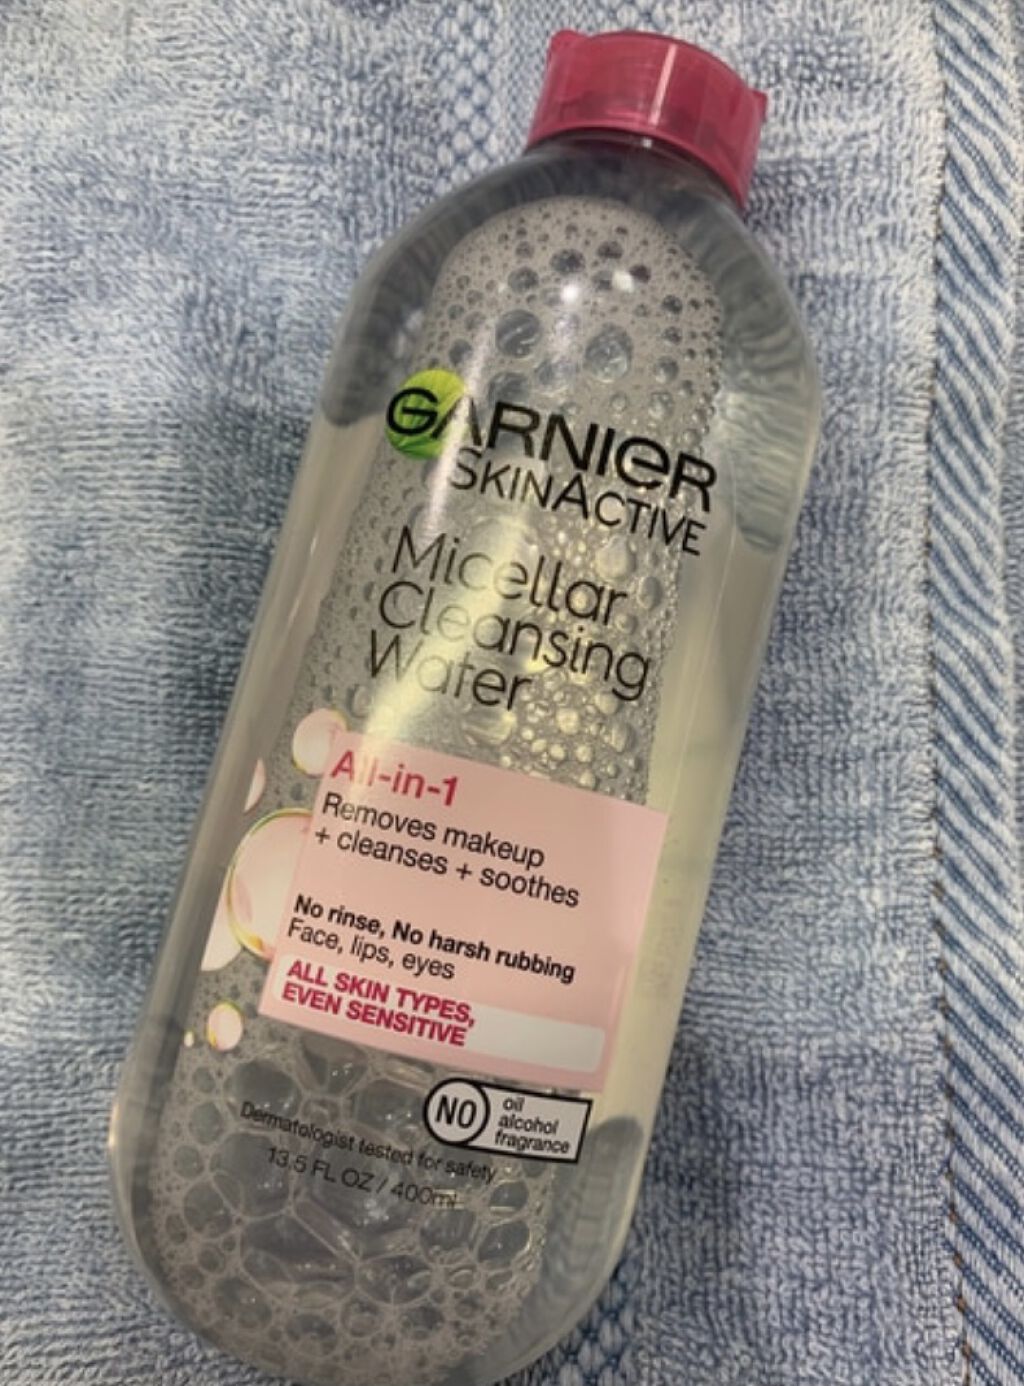 GARNIER
SKINACTIVE
Micellar
Cleansing
Water
All-in-1
Removes makeup
+ cleanses + soothes
No rinse, No harsh rubbing
Face, lips, eyes
ALL SKIN TYPES,
EVEN SENSITIVE
NO
oil
alcohol
fragrance
Dermatologist tested for safety
13.5 FL OZ / 400ml